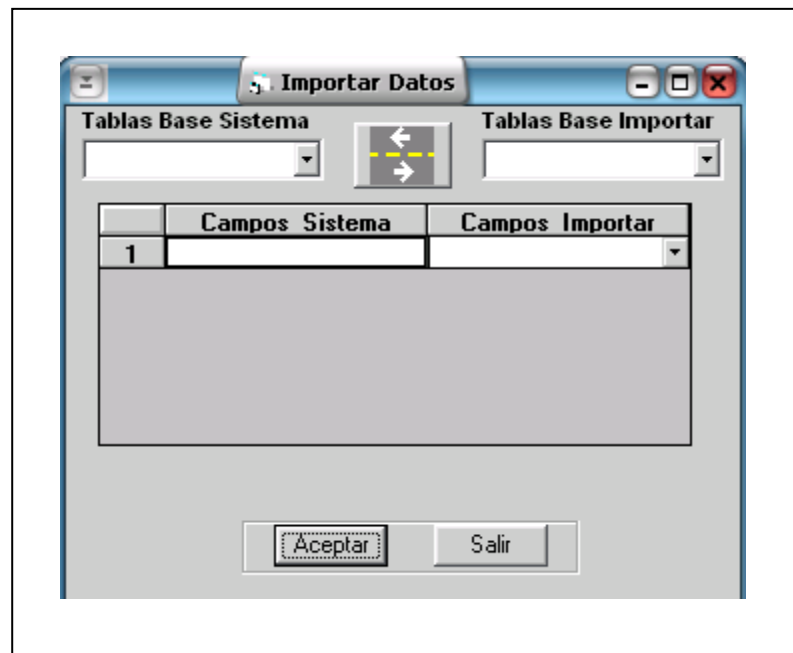 Importar Datos
Tablas Base Sistema
Tablas Base Importar
Campos Sistema
Campos Importar
1
Aceptar
Salir